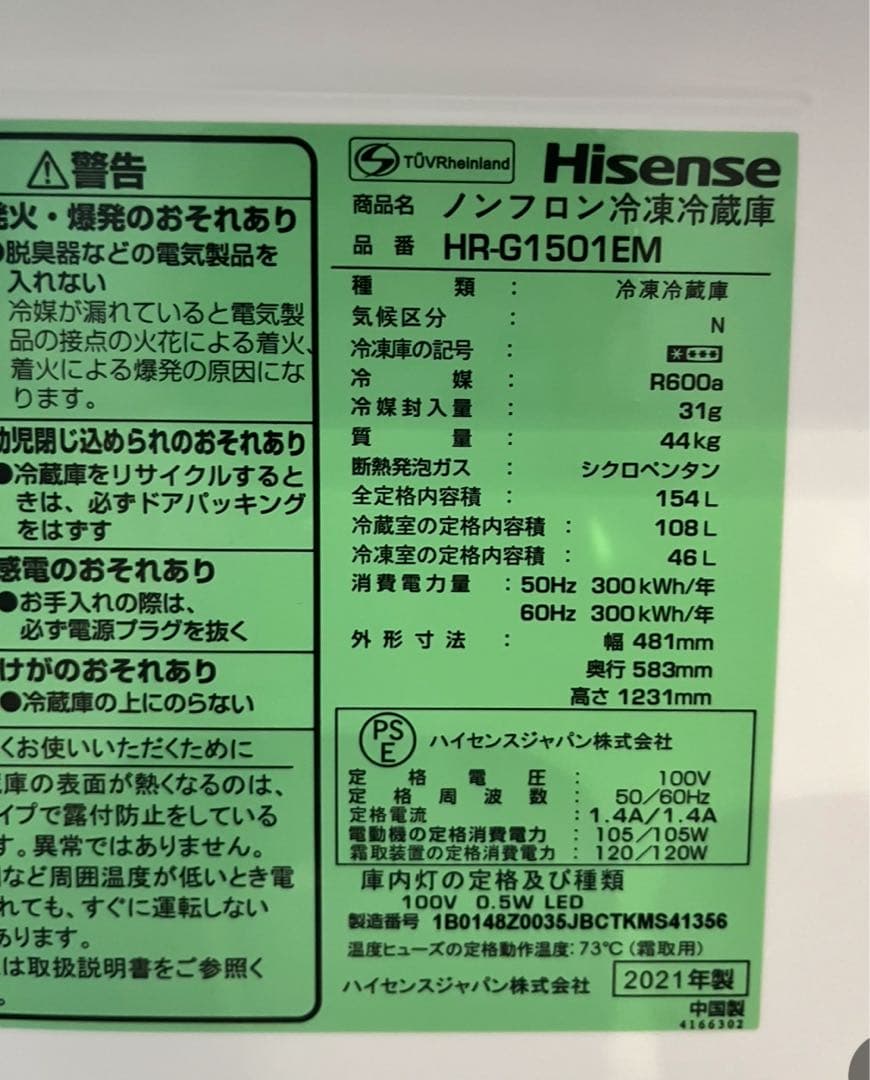 警告
発火・爆発のおそれあり
●脱臭器などの電気製品を
入れない
冷媒が漏れていると電気製
品の接点の火花による着火、
着火による爆発の原因にな
ります。
幼児閉じ込められのおそれあり
●冷蔵庫をリサイクルすると
きは、必ずドアパッキング
をはずす
感電のおそれあり
●お手入れの際は、
必ず電源プラグを抜く
けがのおそれあり
●冷蔵庫の上にのらない
くお使いいただくために
庫の表面が熱くなるのは、
イプで露付防止をしている
す。異常ではありません。
など周囲温度が低いとき電
れても、すぐに運転しない
あります。
は取扱説明書をご参照く
。
TÜVRheinland Hisense
商品名 ノンフロン冷凍冷蔵庫
品番 HR-G1501EM
種類 : 冷凍冷蔵庫
気候区分 : N
冷凍庫の記号 :
冷媒 : R600a
冷媒封入量 : 31g
質量 : 44kg
断熱発泡ガス : シクロペンタン
全定格内容積 : 154L
冷蔵室の定格内容積 : 108L
冷凍室の定格内容積 : 46L
消費電力量 : 50Hz 300kWh/年
60Hz 300kWh/年
外形寸法 : 幅 481mm
奥行 583mm
高さ 1231mm
PSE ハイセンスジャパン株式会社
定格電圧 : 100V
定格周波数 : 50/60Hz
定格電流 : 1.4A/1.4A
電動機の定格消費電力 : 105/105W
霜取装置の定格消費電力 : 120/120W
庫内灯の定格及び種類
100V 0.5W LED
製造番号 1B0148Z0035JBCTKMS41356
温度ヒューズの定格動作温度:73℃(霜取用)
ハイセンスジャパン株式会社 2021年製
中国製
4166302